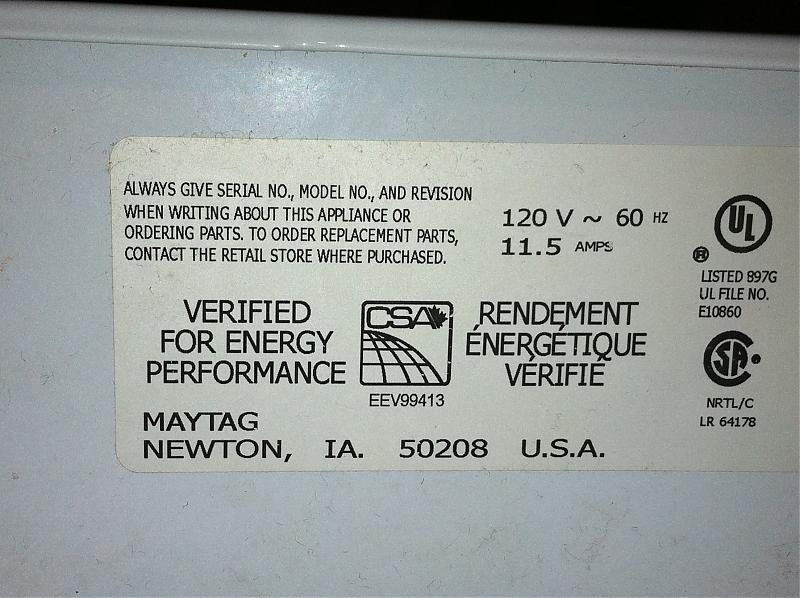 ALWAYS GIVE SERIAL NO., MODEL NO., AND REVISION
WHEN WRITING ABOUT THIS APPLIANCE OR
ORDERING PARTS. TO ORDER REPLACEMENT PARTS,
CONTACT THE RETAIL STORE WHERE PURCHASED.
120 V ~ 60 HZ
11.5 AMPS
UL
®
LISTED 897G
UL FILE NO.
E10860
VERIFIED
FOR ENERGY
PERFORMANCE
CSA
EEV99413
RENDEMENT
ÉNERGÉTIQUE
VÉRIFIÉ
SA
NRTL/C
LR 64178
MAYTAG
NEWTON, IA. 50208 U.S.A.